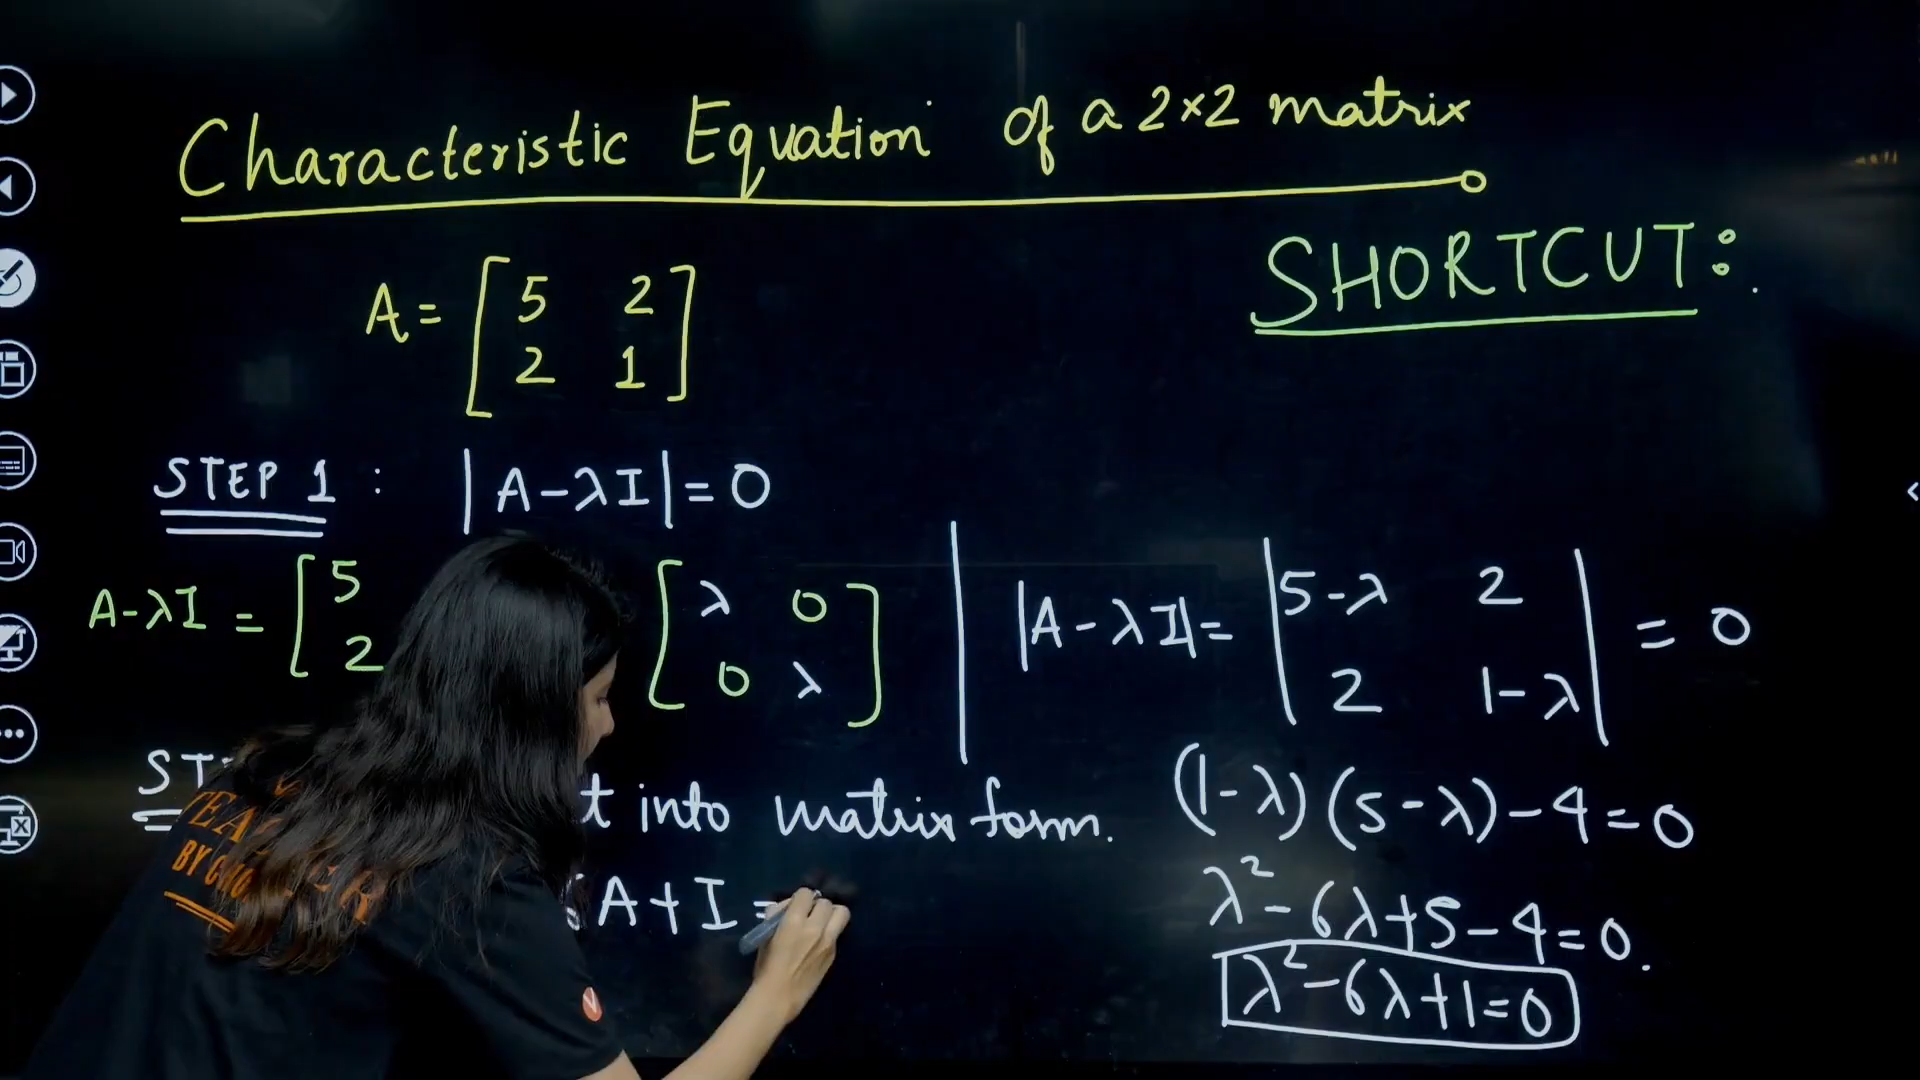 Characteristic Equation of a 2×2 matrix
SHORTCUT:
A = [5 2
2 1]
STEP 1 : |A-λI| = 0
A-λI = [5
2
[λ 0
0 λ]
|A-λI| = |5-λ 2
2 1-λ| = 0
into matrix form.
A+I =
(1-λ)(5-λ)-4=0
λ²-6λ+5-4=0.
λ²-6λ+1=0
BY